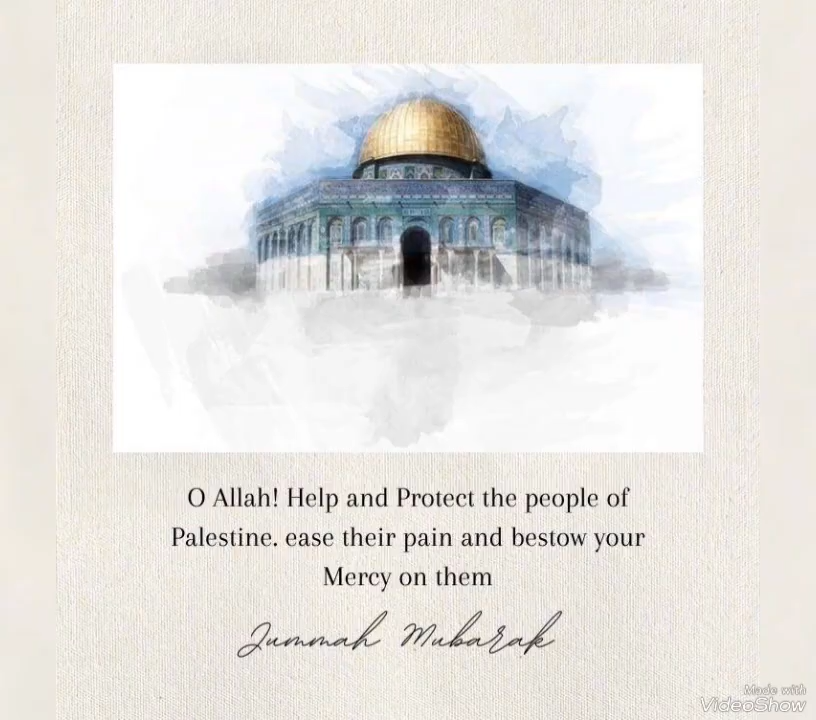 O Allah! Help and Protect the people of
Palestine. ease their pain and bestow your
Mercy on them
Jummah Mubarak
Made with
VideoShow